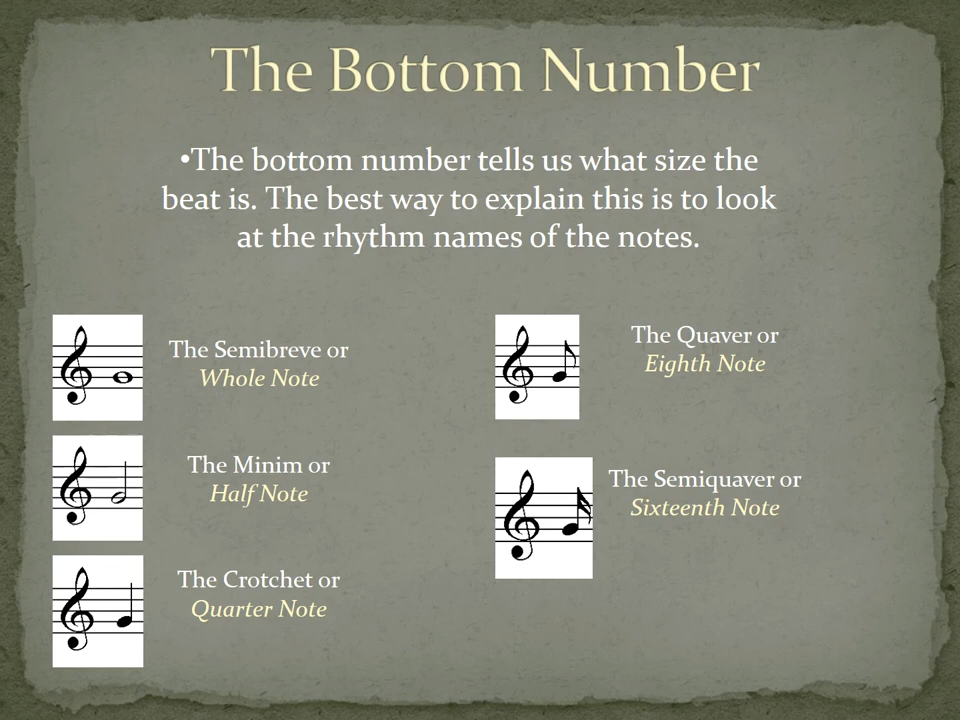 The Bottom Number
•The bottom number tells us what size the
beat is. The best way to explain this is to look
at the rhythm names of the notes.
The Semibreve or
Whole Note
The Minim or
Half Note
The Crotchet or
Quarter Note
The Quaver or
Eighth Note
The Semiquaver or
Sixteenth Note